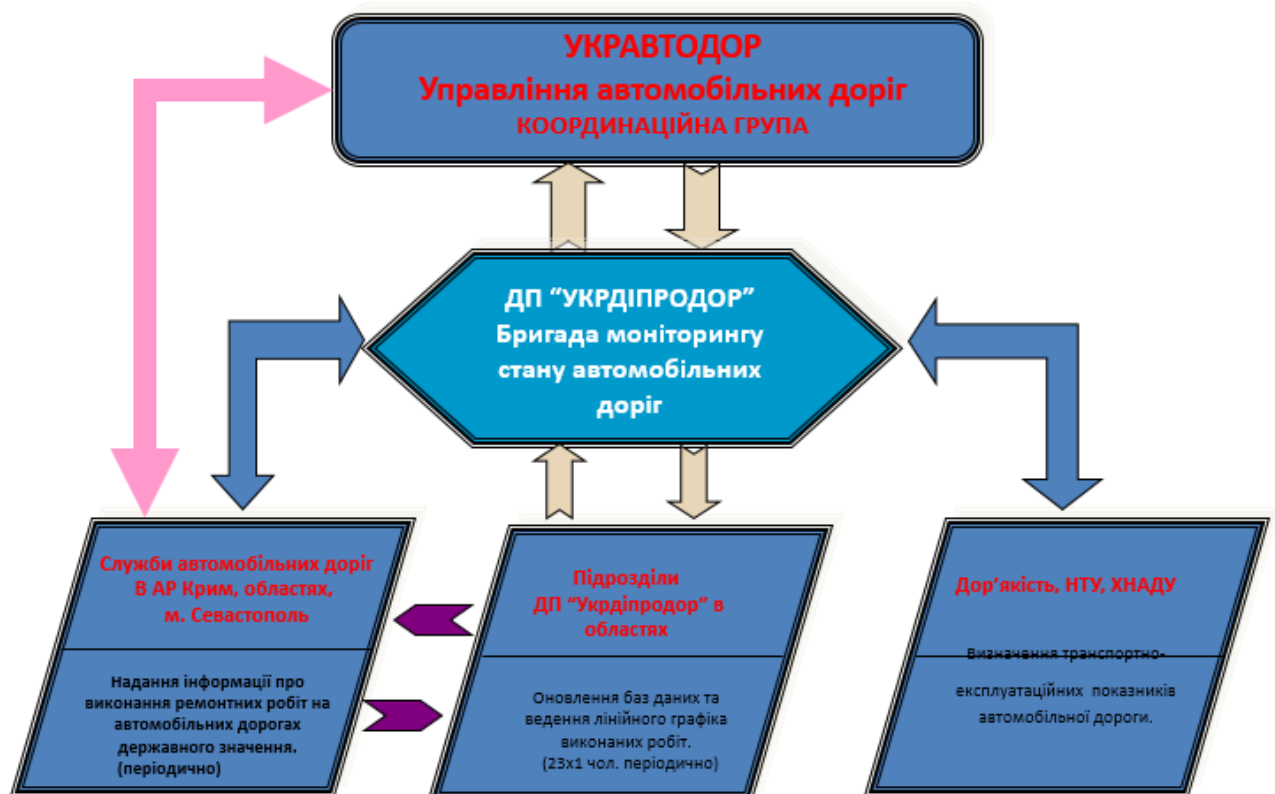 УКРАВТОДОР
Управління автомобільних доріг
КООРДИНАЦІЙНА ГРУПА
ДП “УКРДІПРОДОР”
Бригада моніторингу
стану автомобільних
доріг
Служби автомобільних доріг
В АР Крим, областях,
м. Севастополь
Надання інформації про
виконання ремонтних робіт на
автомобільних дорогах
державного значення.
(періодично)
Підрозділи
ДП “Укрдіпродор” в
областях
Оновлення баз даних та
ведення лінійного графіка
виконаних робіт.
(23х1 чол. періодично)
Дор’якість, НТУ, ХНАДУ
Визначення транспортно-
експлуатаційних показників
автомобільної дороги.